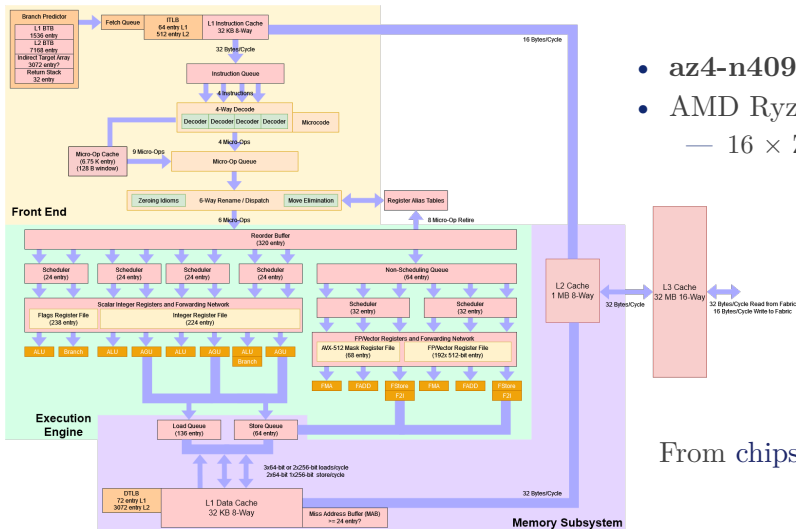 Branch Predictor
L1 BTB
1536 entry
L2 BTB
7168 entry
Indirect Target Array
3072 entry?
Return Stack
32 entry
Fetch Queue
ITLB
64 entry L1
512 entry L2
L1 Instruction Cache
32 KB 8-Way
32 Bytes/Cycle
16 Bytes/Cycle
Instruction Queue
4 Instructions
4-Way Decode
Decoder Decoder Decoder Decoder
Microcode
4 Micro-Ops
Micro-Op Cache
(6.75 K entry)
(128 B window)
9 Micro-Ops
Micro-Op Queue
Zeroing Idioms
6-Way Rename / Dispatch
Move Elimination
Register Alias Tables
Front End
6 Micro-Ops
8 Micro-Op Retire
Reorder Buffer
(320 entry)
Scheduler
(24 entry)
Scheduler
(24 entry)
Scheduler
(24 entry)
Scheduler
(24 entry)
Non-Scheduling Queue
(64 entry)
Scheduler
(32 entry)
Scheduler
(32 entry)
Scalar Integer Registers and Forwarding Network
Flags Register File
(238 entry)
Integer Register File
(224 entry)
FP/Vector Registers and Forwarding Network
AVX-512 Mask Register File
(68 entry)
FP/Vector Register File
(192x 512-bit entry)
ALU Branch ALU AGU ALU AGU ALU Branch AGU
FMA FADD FStore F2I FMA FADD FStore F2I
Execution
Engine
Load Queue
(136 entry)
Store Queue
(64 entry)
3x64-bit or 2x256-bit loads/cycle
2x64-bit 1x256-bit store/cycle
DTLB
72 entry L1
3072 entry L2
L1 Data Cache
32 KB 8-Way
Miss Address Buffer (MAB)
>= 24 entry?
32 Bytes/Cycle
Memory Subsystem
L2 Cache
1 MB 8-Way
32 Bytes/Cycle
L3 Cache
32 MB 16-Way
32 Bytes/Cycle Read from Fabric
16 Bytes/Cycle Write to Fabric
• az4-n409
• AMD Ryz
— 16 ×
From chips